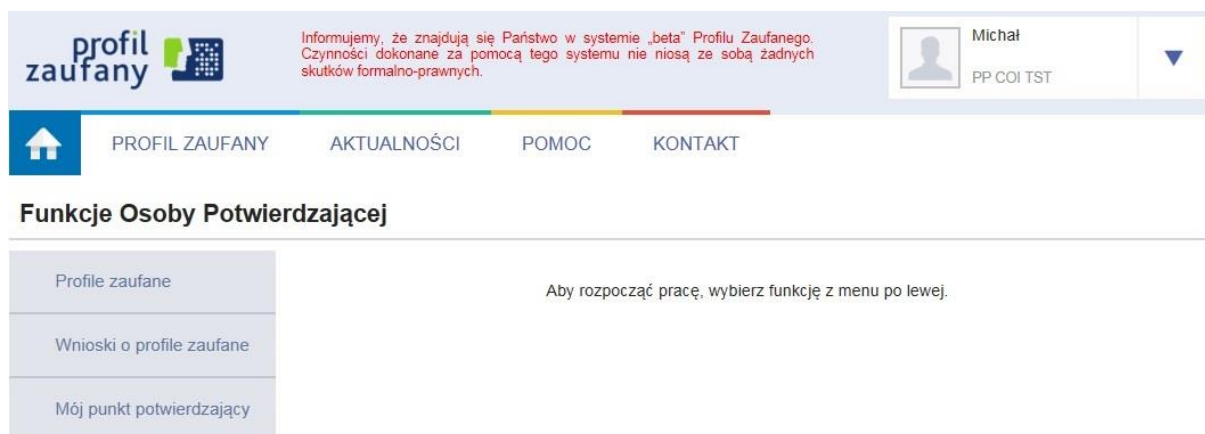 profil
zaufany
Informujemy, że znajdują się Państwo w systemie „beta” Profilu Zaufanego.
Czynności dokonane za pomocą tego systemu nie niosą ze sobą żadnych
skutków formalno-prawnych.
Michał
PP COI TST
PROFIL ZAUFANY
AKTUALNOŚCI
POMOC
KONTAKT
Funkcje Osoby Potwierdzającej
Profile zaufane
Aby rozpocząć pracę, wybierz funkcję z menu po lewej.
Wnioski o profile zaufane
Mój punkt potwierdzający